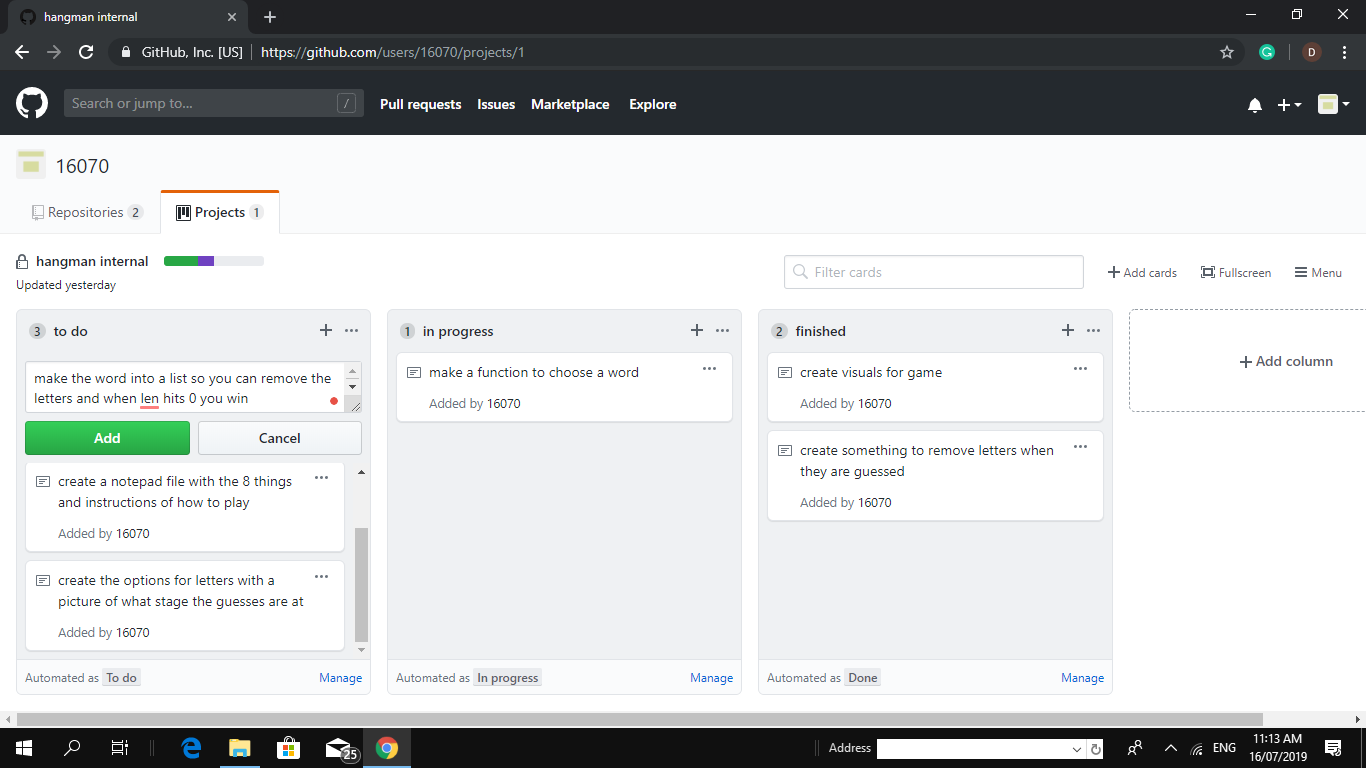 hangman internal
GitHub, Inc. [US]
https://github.com/users/16070/projects/1
D
Search or jump to...
/
Pull requests
Issues
Marketplace
Explore
16070
Repositories 2
Projects 1
hangman internal
Updated yesterday
Filter cards
Add cards
Fullscreen
Menu
3 to do
make the word into a list so you can remove the
letters and when len hits 0 you win
Add
Cancel
create a notepad file with the 8 things
and instructions of how to play
Added by 16070
create the options for letters with a
picture of what stage the guesses are at
Added by 16070
Automated as To do
Manage
1 in progress
make a function to choose a word
Added by 16070
Automated as In progress
Manage
2 finished
create visuals for game
Added by 16070
create something to remove letters when
they are guessed
Added by 16070
Automated as Done
Manage
Add column
25
Address
ENG
11:13 AM
16/07/2019